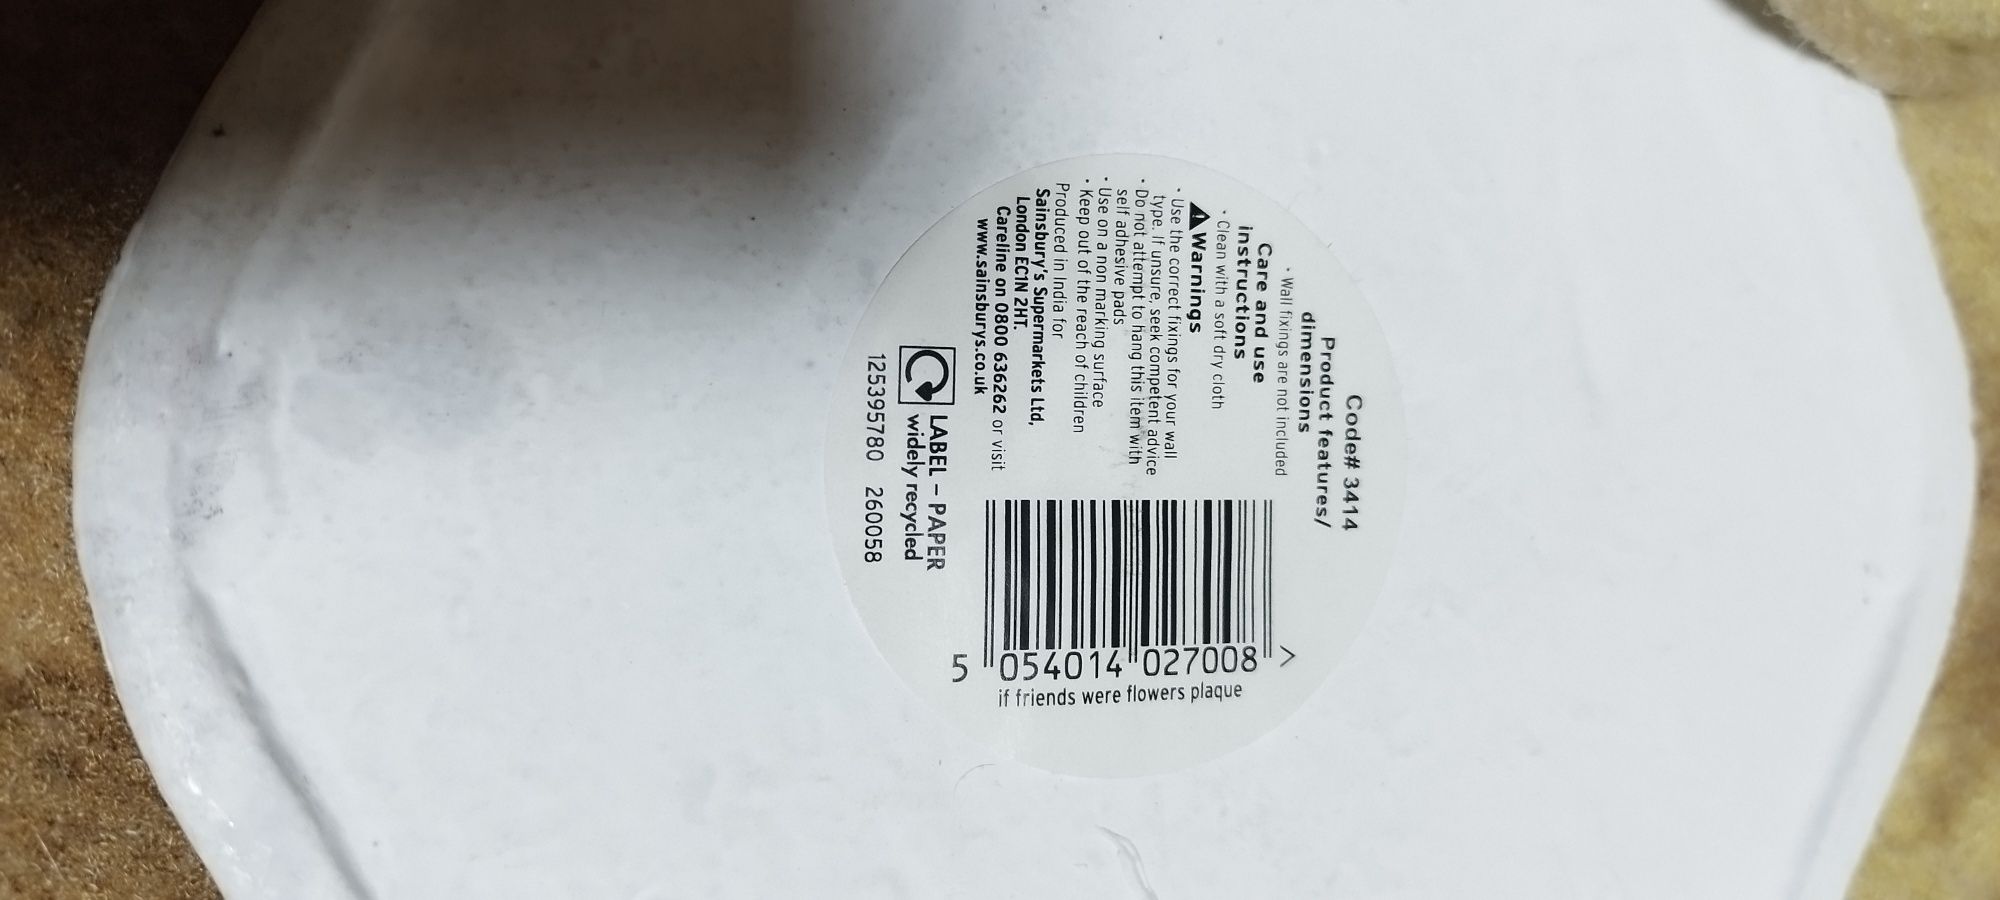 Code# 3414
Product features/
dimensions
· Wall fixings are not included
Care and use
instructions
· Clean with a soft dry cloth
Warnings
· Use the correct fixings for your wall
type. If unsure, seek competent advice
· Do not attempt to hang this item with
self adhesive pads
· Use on a non marking surface
· Keep out of the reach of children
Produced in India for
Sainsbury's Supermarkets Ltd,
London EC1N 2HT.
Careline on 0800 636262 or visit
www.sainsburys.co.uk
LABEL – PAPER
widely recycled
125395780 260058
5 054014 027008 >
if friends were flowers plaque